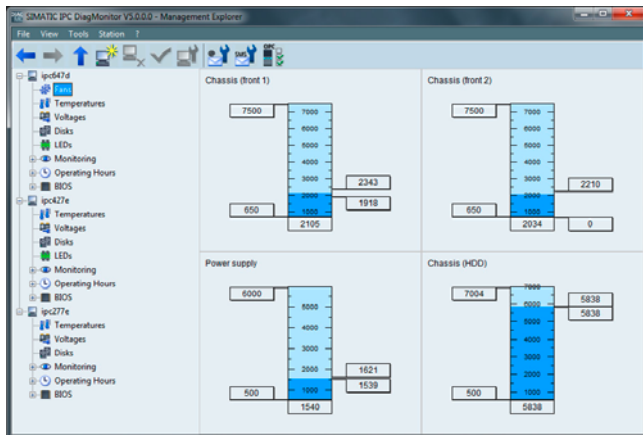 SIMATIC IPC DiagMonitor V5.0.0.0 - Management Explorer
File View Tools Station ?
SMS OPC
ipc647d
Fans
Temperatures
Voltages
Disks
LEDs
Monitoring
Operating Hours
BIOS
ipc427e
Temperatures
Voltages
Disks
LEDs
Monitoring
Operating Hours
BIOS
ipc277e
Temperatures
Voltages
Disks
Monitoring
Operating Hours
BIOS
Chassis (front 1)
7500
7000
6000
5000
4000
3000
2000
1000
2343
1918
650
2105
Chassis (front 2)
7500
7000
6000
5000
4000
3000
2000
1000
2210
650
0
2034
Power supply
6000
5000
4000
3000
2000
1000
1621
1539
500
1540
Chassis (HDD)
7004
7000
6000
5000
4000
3000
2000
1000
5838
5838
500
5838